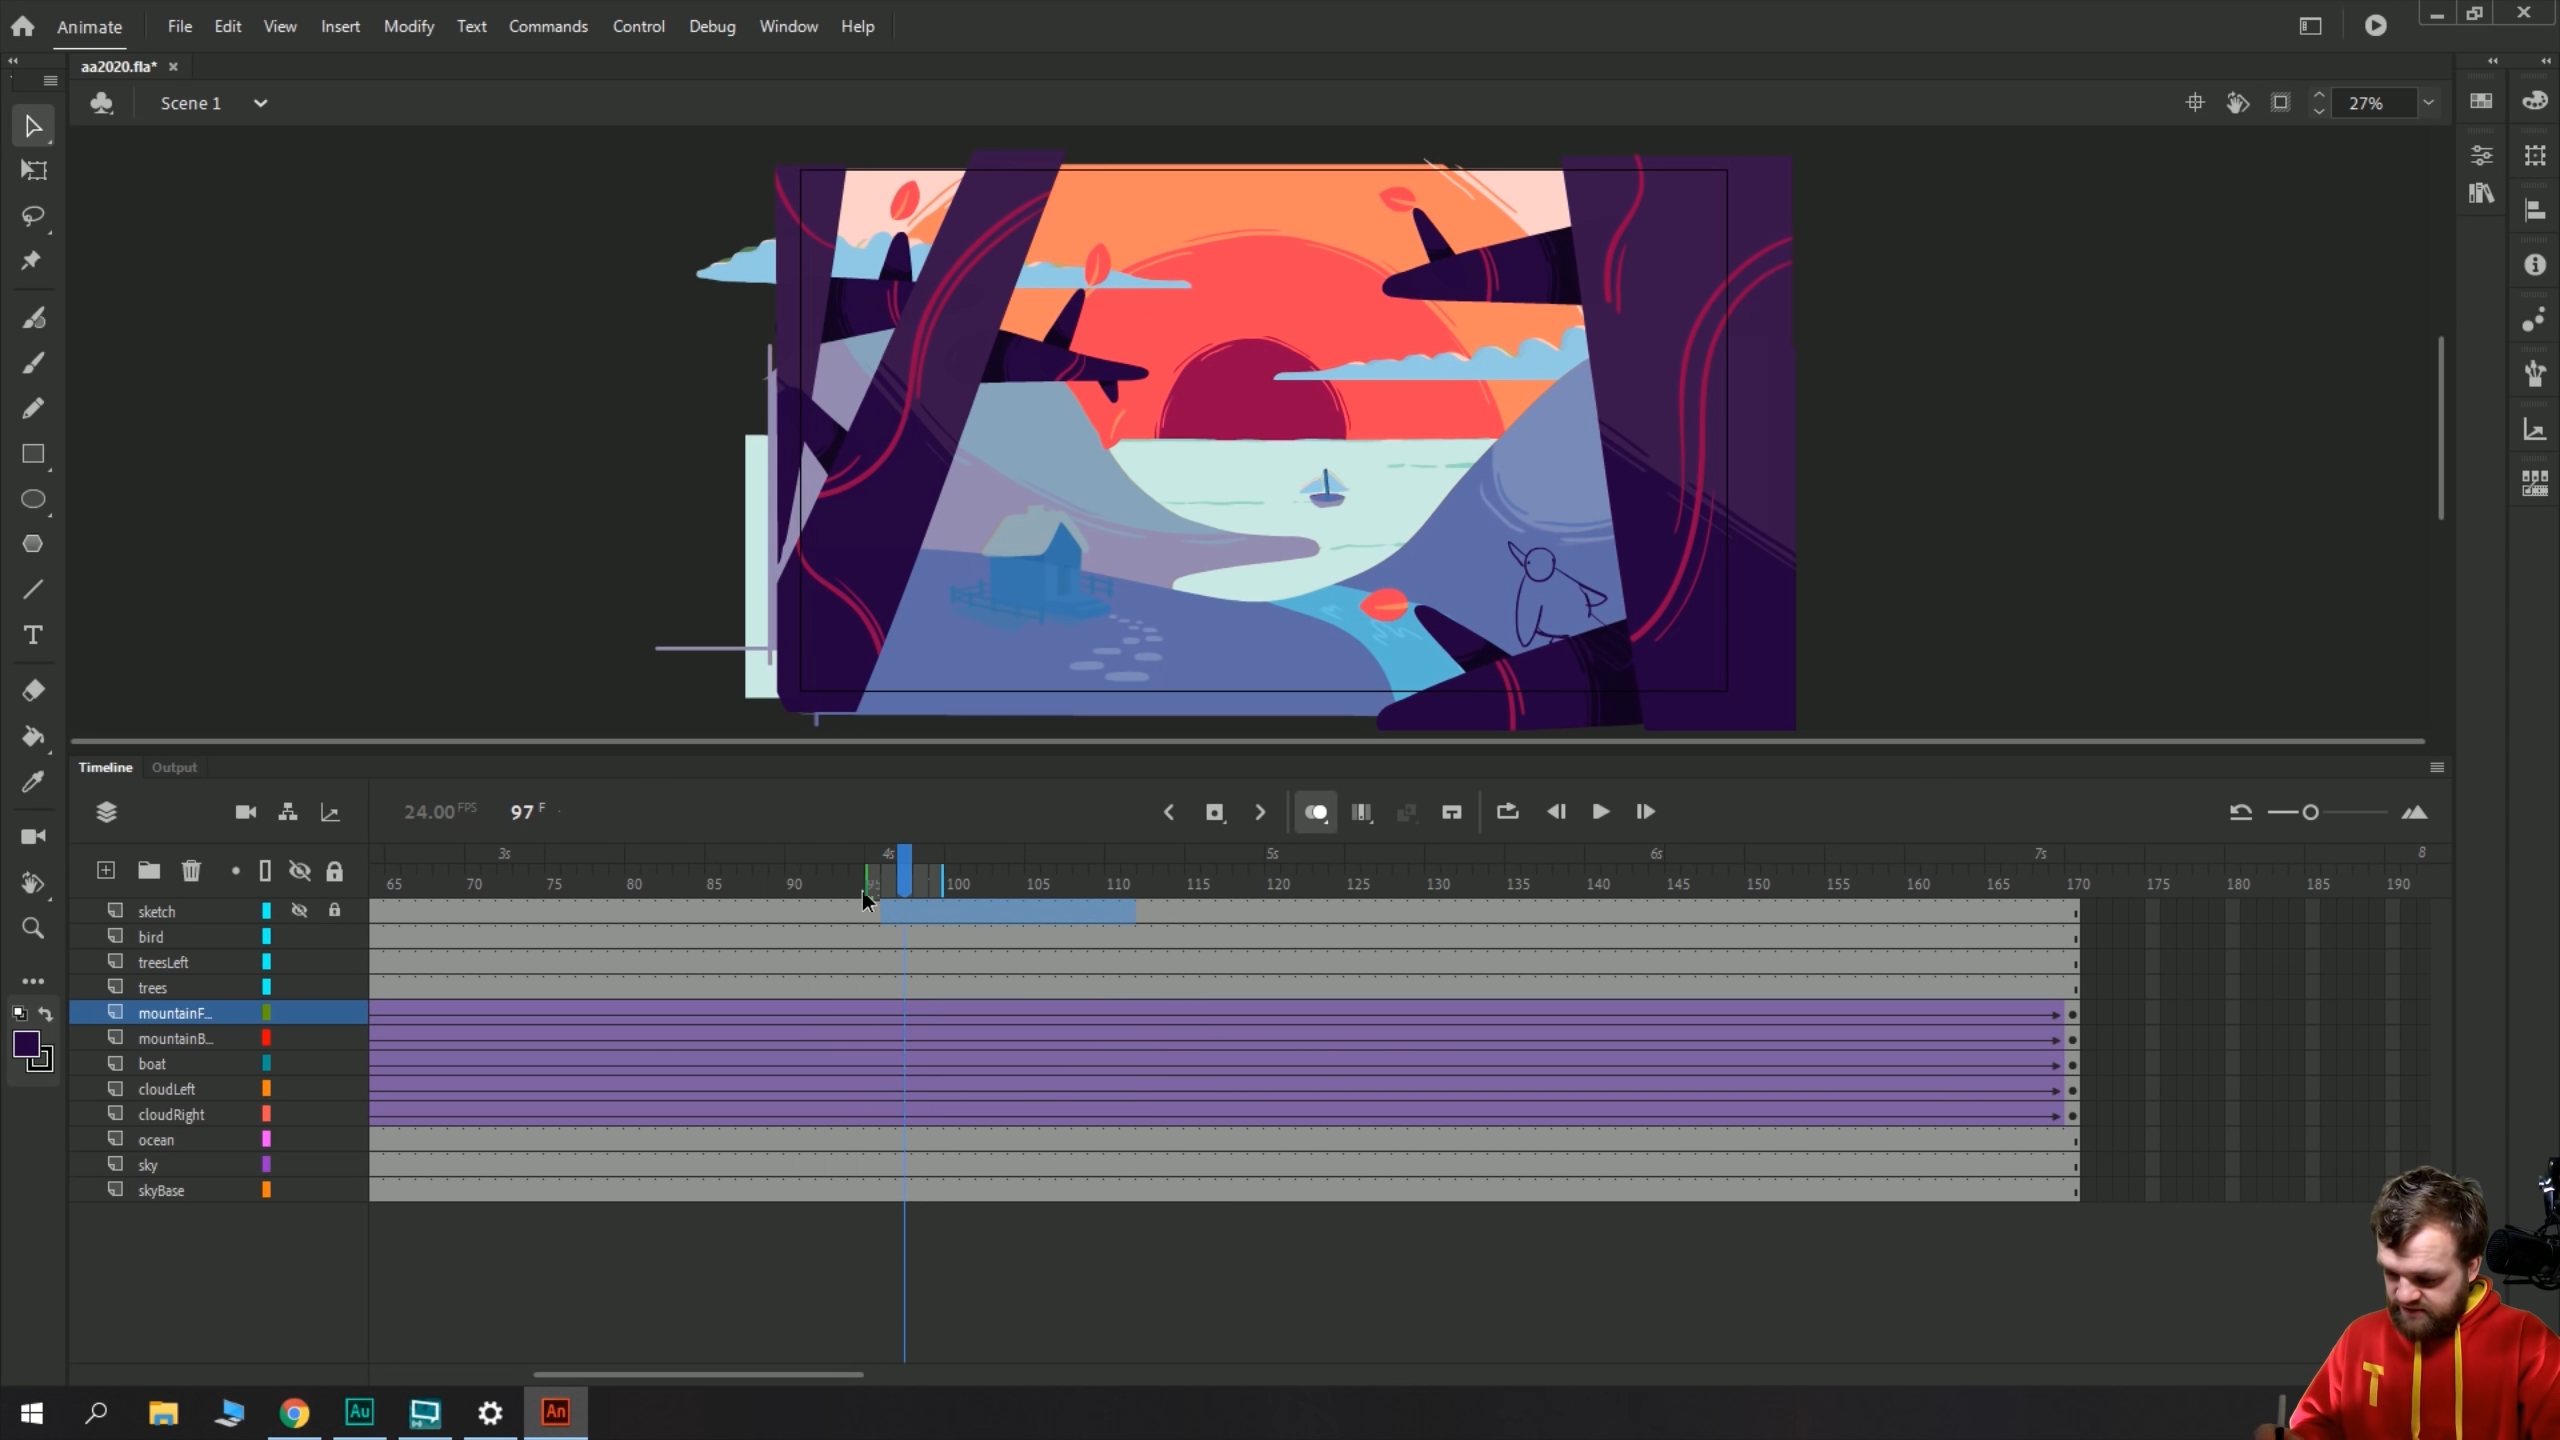 Animate File Edit View Insert Modify Text Commands Control Debug Window Help
aa2020.fla*
Scene 1
27%
Timeline Output
24.00 FPS 97 F
3s 4s 5s 6s 7s 8
65 70 75 80 85 90 95 100 105 110 115 120 125 130 135 140 145 150 155 160 165 170 175 180 185 190
sketch
bird
treesLeft
trees
mountainF...
mountainB...
boat
cloudLeft
cloudRight
ocean
sky
skyBase
Au An
T